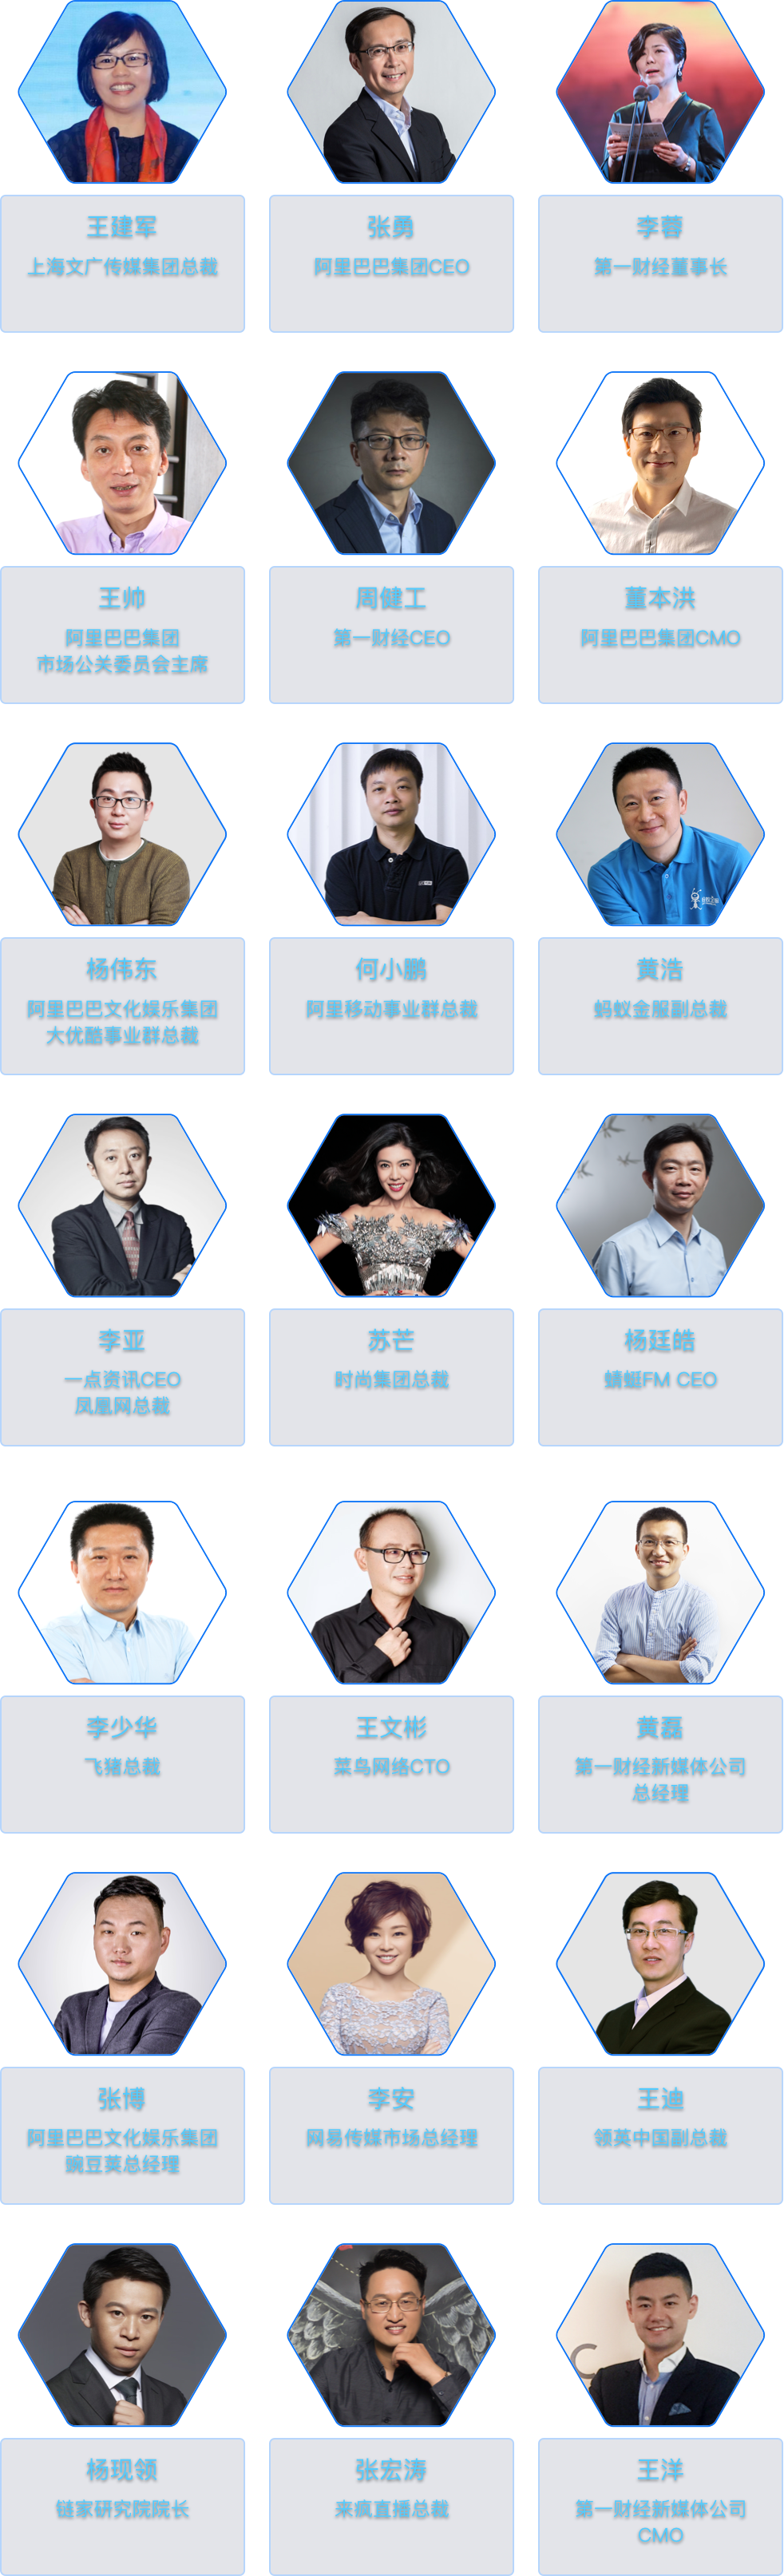 王建军
上海文广传媒集团总裁
张勇
阿里巴巴集团CEO
李蓉
第一财经董事长
王帅
阿里巴巴集团
市场公关委员会主席
周健工
第一财经CEO
董本洪
阿里巴巴集团CMO
杨伟东
阿里巴巴文化娱乐集团
大优酷事业群总裁
何小鹏
阿里移动事业群总裁
黄浩
蚂蚁金服副总裁
李亚
一点资讯CEO
凤凰网总裁
苏芒
时尚集团总裁
杨廷皓
蜻蜓FM CEO
李少华
飞猪总裁
王文彬
菜鸟网络CTO
黄磊
第一财经新媒体公司
总经理
张博
阿里巴巴文化娱乐集团
豌豆荚总经理
李安
网易传媒市场总经理
王迪
领英中国副总裁
杨现领
链家研究院院长
张宏涛
来疯直播总裁
王洋
第一财经新媒体公司
CMO